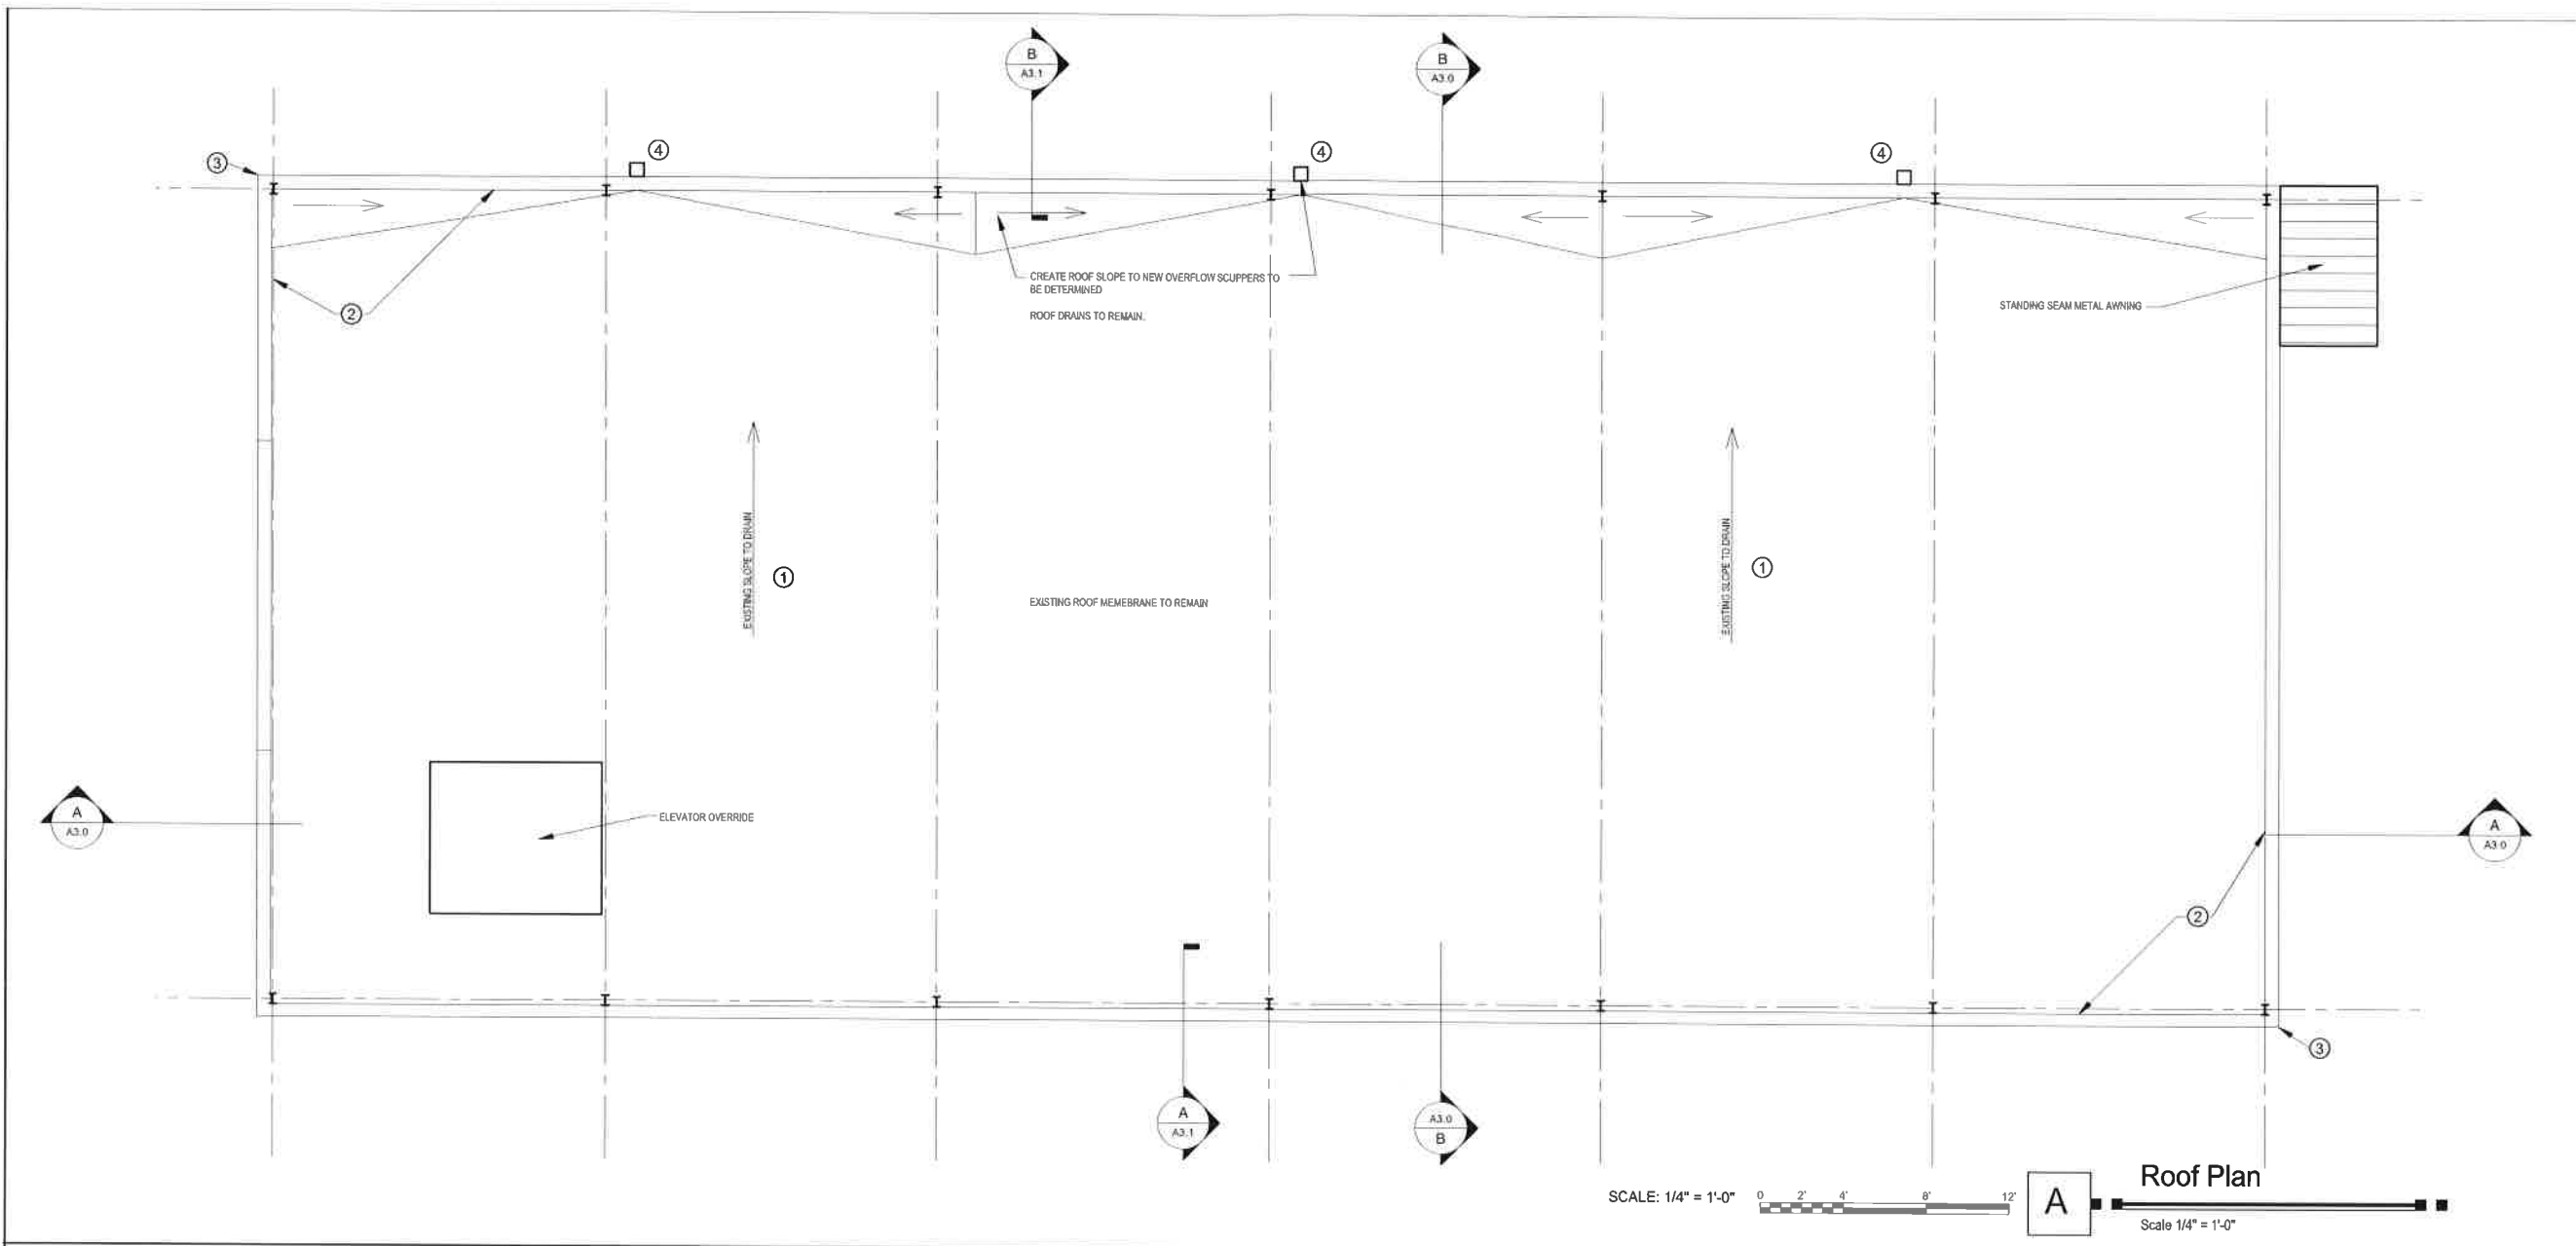 B
A3.1
B
A3.0
3
4
4
4
CREATE ROOF SLOPE TO NEW OVERFLOW SCUPPERS TO
BE DETERMINED
ROOF DRAINS TO REMAIN.
2
STANDING SEAM METAL AWNING
EXISTING SLOPE TO DRAIN
1
EXISTING SLOPE TO DRAIN
1
EXISTING ROOF MEMEBRANE TO REMAIN
A
A3.0
ELEVATOR OVERRIDE
A
A3.0
2
3
A
A3.1
A3.0
B
SCALE: 1/4" = 1'-0"
0 2' 4' 8' 12'
A
Roof Plan
Scale 1/4" = 1'-0"